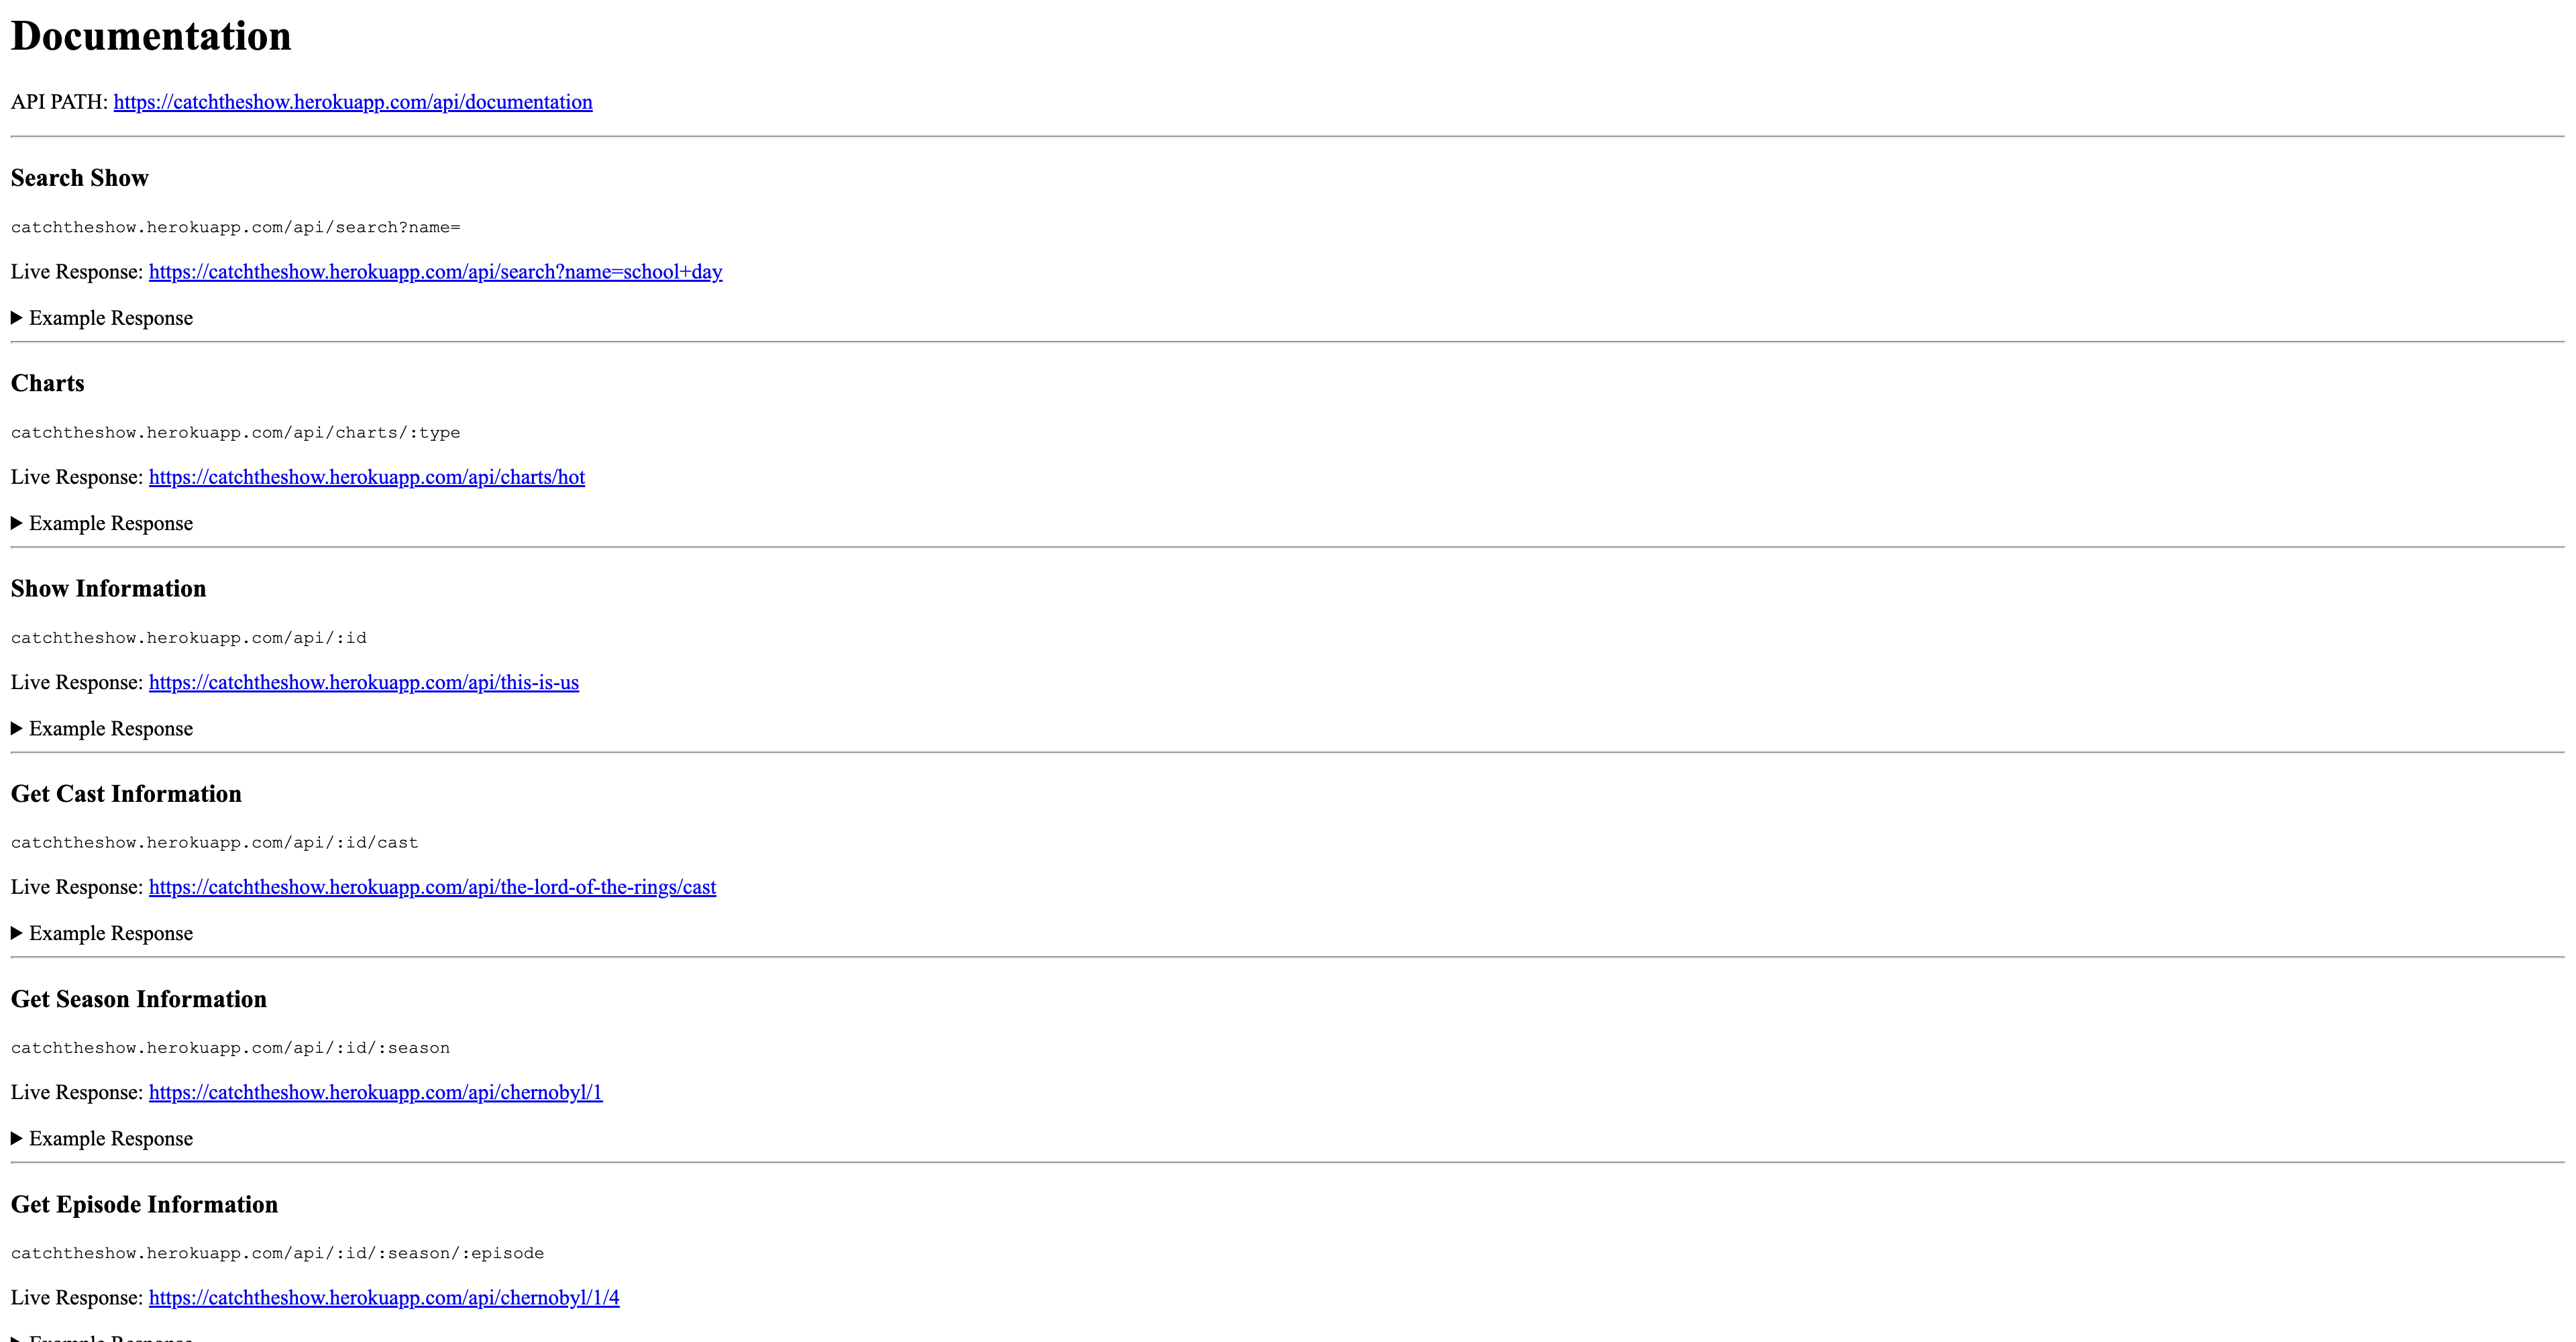 Documentation
API PATH: https://catchtheshow.herokuapp.com/api/documentation
Search Show
catchtheshow.herokuapp.com/api/search?name=
Live Response: https://catchtheshow.herokuapp.com/api/search?name=school+day
▶ Example Response
Charts
catchtheshow.herokuapp.com/api/charts/:type
Live Response: https://catchtheshow.herokuapp.com/api/charts/hot
▶ Example Response
Show Information
catchtheshow.herokuapp.com/api/:id
Live Response: https://catchtheshow.herokuapp.com/api/this-is-us
▶ Example Response
Get Cast Information
catchtheshow.herokuapp.com/api/:id/cast
Live Response: https://catchtheshow.herokuapp.com/api/the-lord-of-the-rings/cast
▶ Example Response
Get Season Information
catchtheshow.herokuapp.com/api/:id/:season
Live Response: https://catchtheshow.herokuapp.com/api/chernobyl/1
▶ Example Response
Get Episode Information
catchtheshow.herokuapp.com/api/:id/:season/:episode
Live Response: https://catchtheshow.herokuapp.com/api/chernobyl/1/4